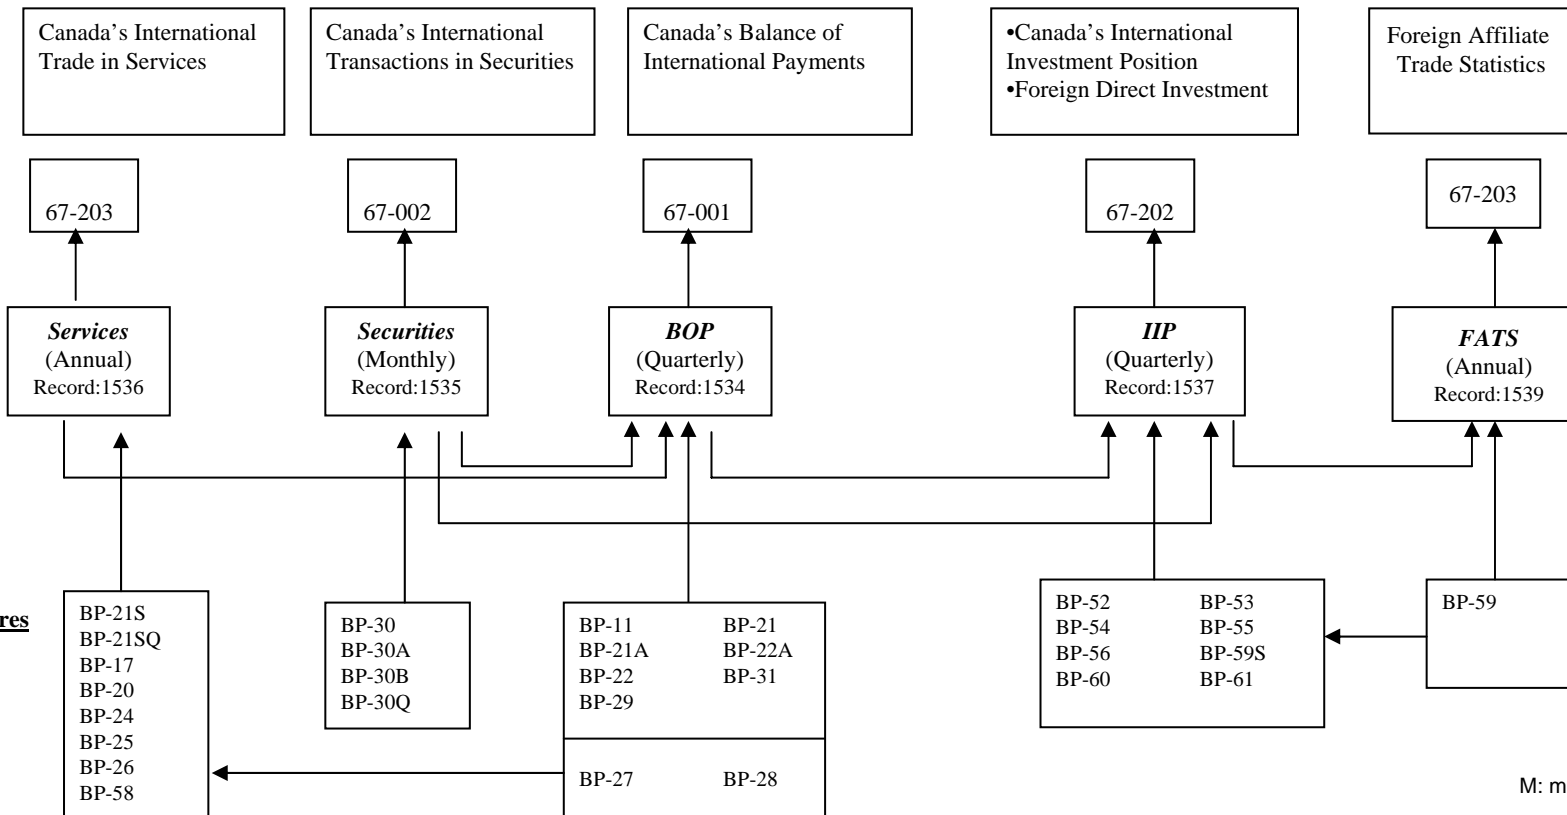 Canada’s International
Trade in Services
Canada’s International
Transactions in Securities
Canada’s Balance of
International Payments
•Canada’s International
Investment Position
•Foreign Direct Investment
Foreign Affiliate
Trade Statistics
67-203
67-002
67-001
67-202
67-203
Services
(Annual)
Record:1536
Securities
(Monthly)
Record:1535
BOP
(Quarterly)
Record:1534
IIP
(Quarterly)
Record:1537
FATS
(Annual)
Record:1539
res
BP-21S
BP-21SQ
BP-17
BP-20
BP-24
BP-25
BP-26
BP-58
BP-30
BP-30A
BP-30B
BP-30Q
BP-11 BP-21
BP-21A BP-22A
BP-22 BP-31
BP-29
BP-27 BP-28
BP-52 BP-53
BP-54 BP-55
BP-56 BP-59S
BP-60 BP-61
BP-59
M: m